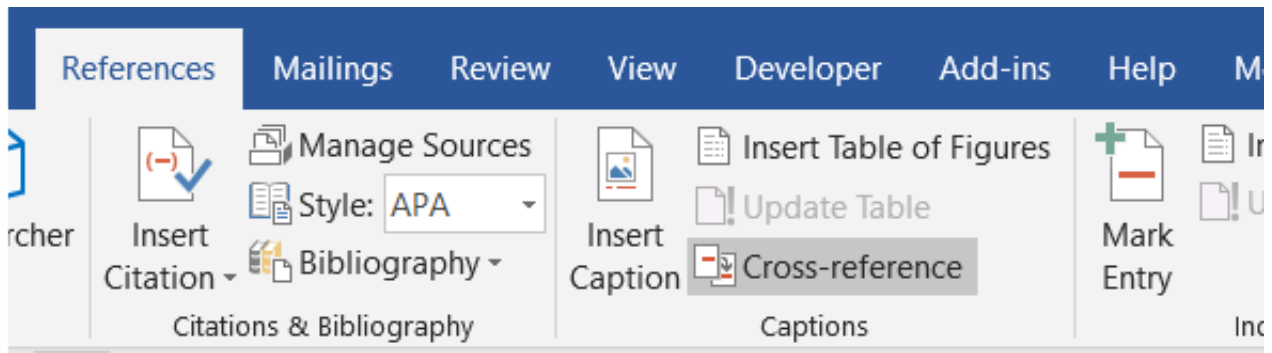 References Mailings Review View Developer Add-ins Help
Manage Sources
Style: APA
Bibliography
Insert
Citation
Citations & Bibliography
Insert
Caption
Insert Table of Figures
Update Table
Cross-reference
Captions
Mark
Entry